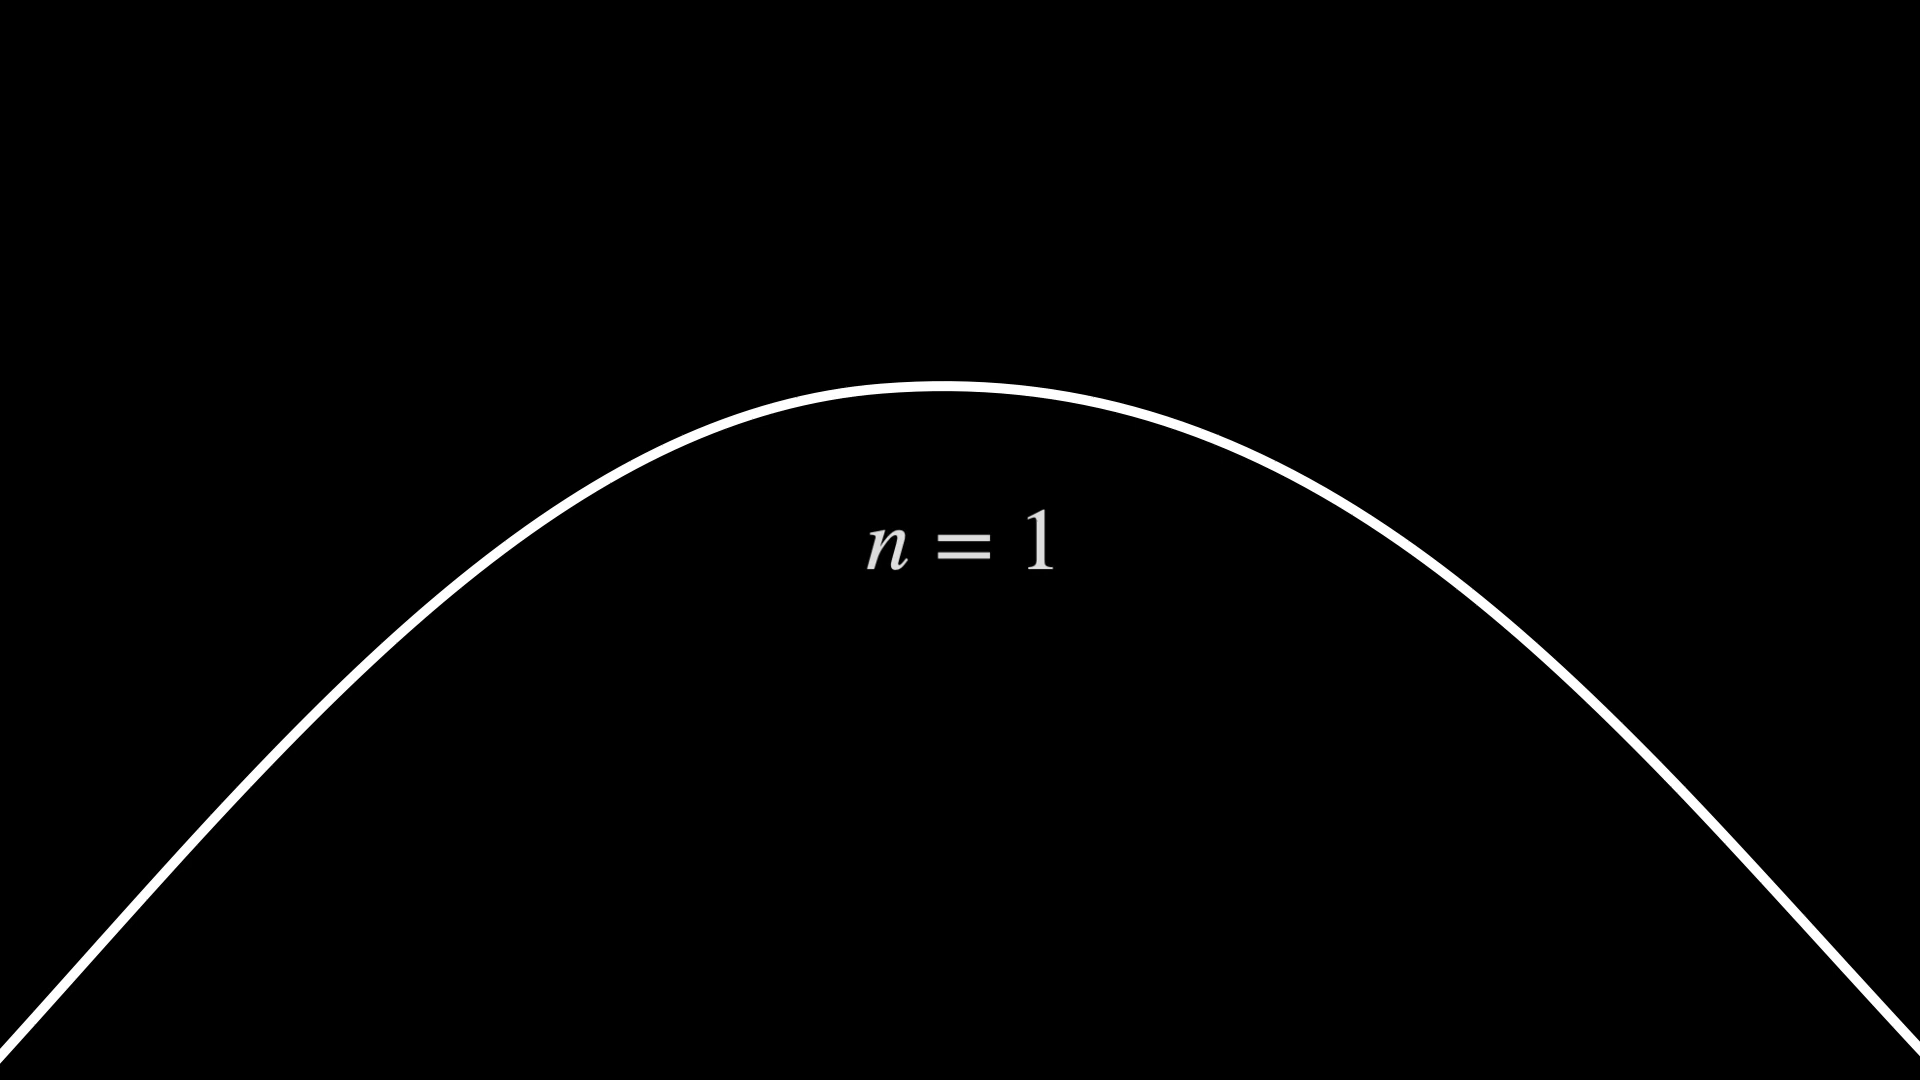 n = 1